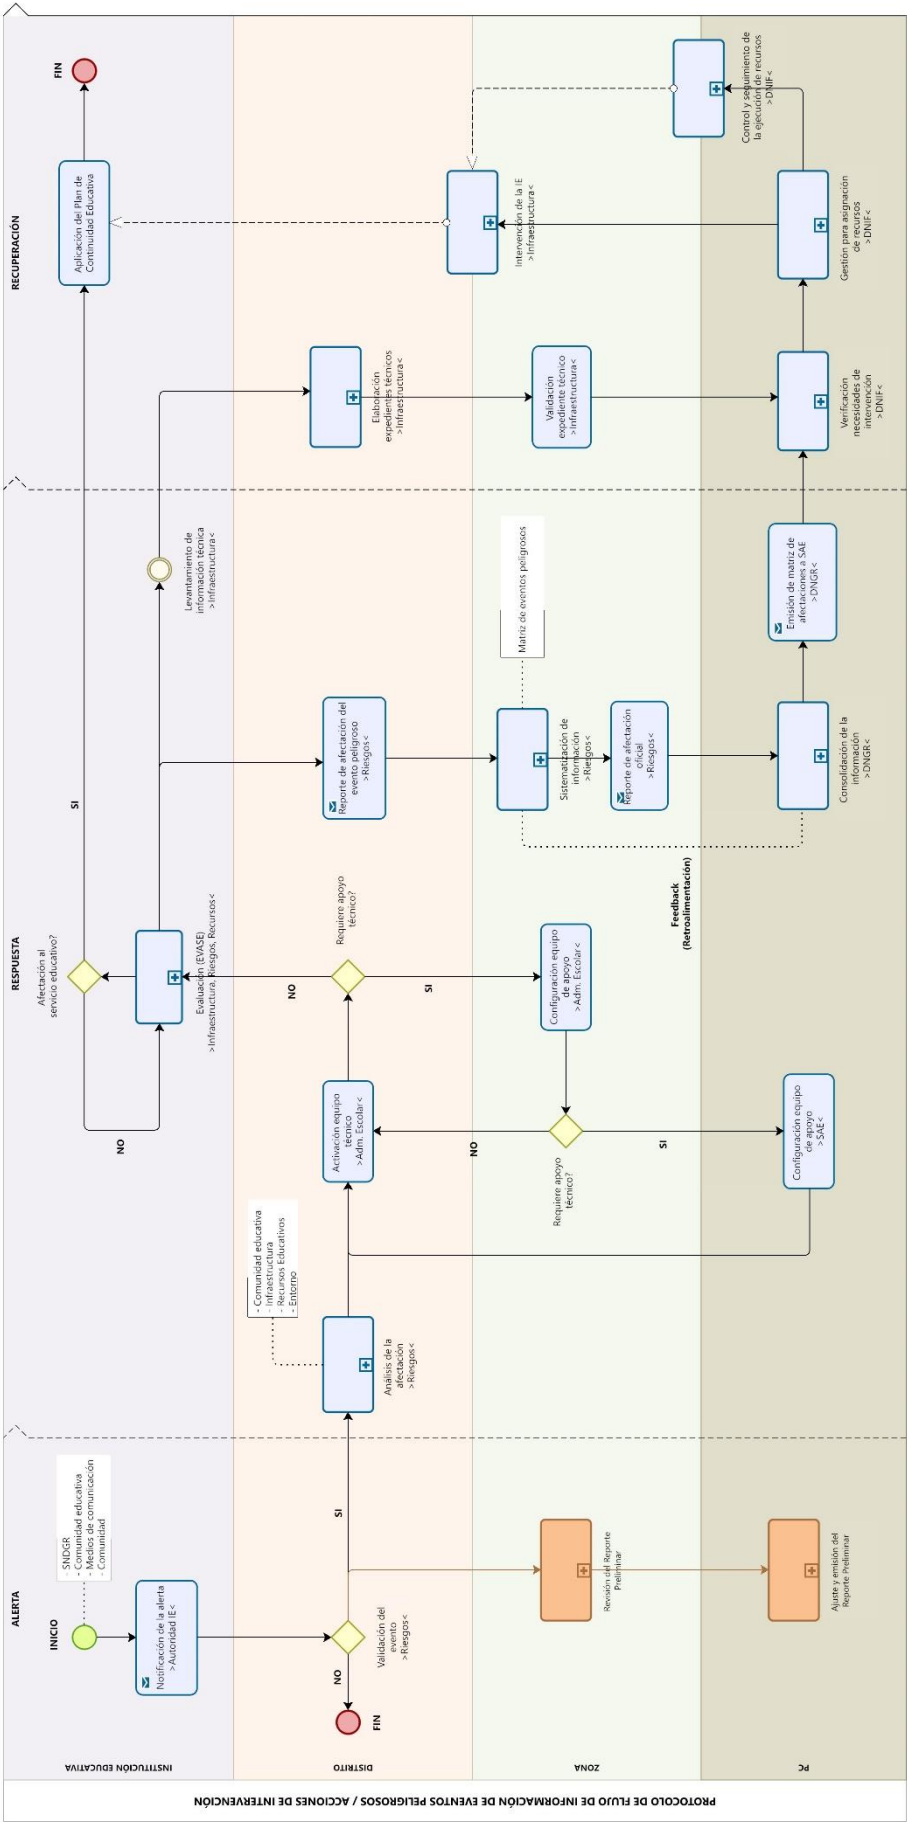 PROTOCOLO DE FLUJO DE INFORMACIÓN DE EVENTOS PELIGROSOS / ACCIONES DE INTERVENCIÓN
INSTITUCIÓN EDUCATIVA
DISTRITO
ZONA
PC
ALERTA
INICIO
- SNDGR
- Comunidad educativa
- Medios de comunicación
- Comunidad
Notificación de la alerta
>Autoridad IE<
Validación del
evento
>Riesgos<
NO
FIN
SI
Revisión del Reporte
Preliminar
Ajuste y emisión del
Reporte Preliminar
RESPUESTA
Análisis de la
afectación
>Riesgos<
- Comunidad educativa
- Infraestructura
- Recursos Educativos
- Entorno
Activación equipo
técnico
>Adm. Escolar<
Requiere apoyo
técnico?
NO
SI
Configuración equipo
de apoyo
>Adm. Escolar<
Requiere apoyo
técnico?
NO
SI
Configuración equipo
de apoyo
>SAE<
Evaluación (EVASE)
>Infraestructura, Riesgos, Recursos<
Afectación al
servicio educativo?
NO
SI
Reporte de afectación del
evento peligroso
>Riesgos<
Sistematización de
información
>Riesgos<
Matriz de eventos peligrosos
Reporte de afectación
oficial
>Riesgos<
Feedback
(Retroalimentación)
Consolidación de la
información
>DNGR<
Emisión de matriz de
afectaciones a SAE
>DNGR<
Levantamiento de
información técnica
>Infraestructura<
RECUPERACIÓN
Elaboración
expedientes técnicos
>Infraestructura<
Validación
expediente técnico
>Infraestructura<
Verificación
necesidades de
intervención
>DNIF<
Gestión para asignación
de recursos
>DNIF<
Intervención de la IE
>Infraestructura<
Control y seguimiento de
la ejecución de recursos
>DNIF<
Aplicación del Plan de
Continuidad Educativa
FIN